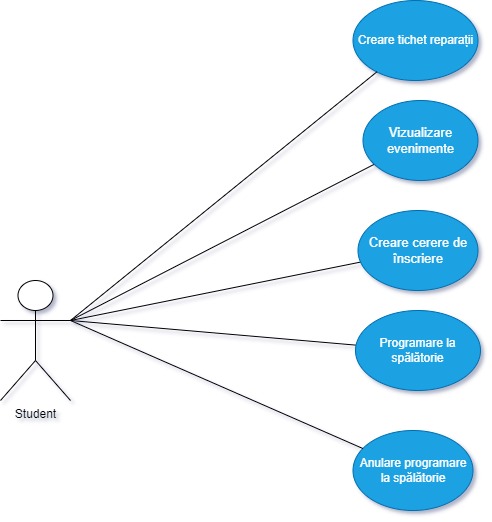 Creare tichet reparații
Vizualizare
evenimente
Creare cerere de
înscriere
Programare la
spălătorie
Anulare programare
la spălătorie
Student